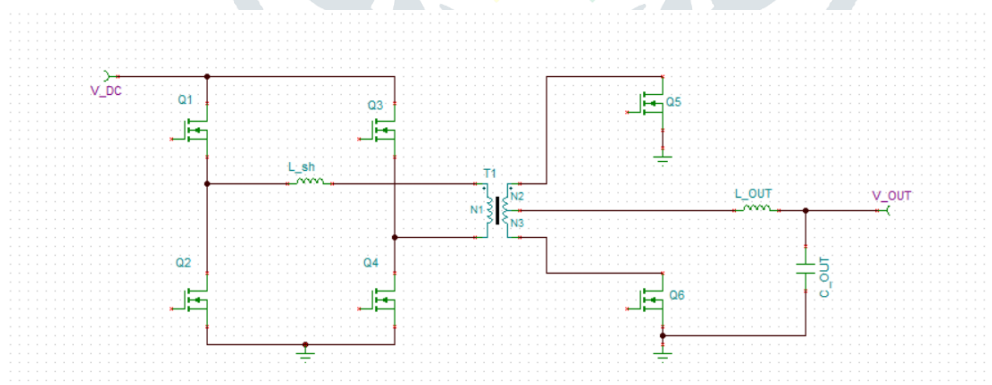 V_DC
Q1
Q3
Q5
L_sh
T1
N1
N2
N3
L_OUT
V_OUT
Q2
Q4
Q6
C_OUT